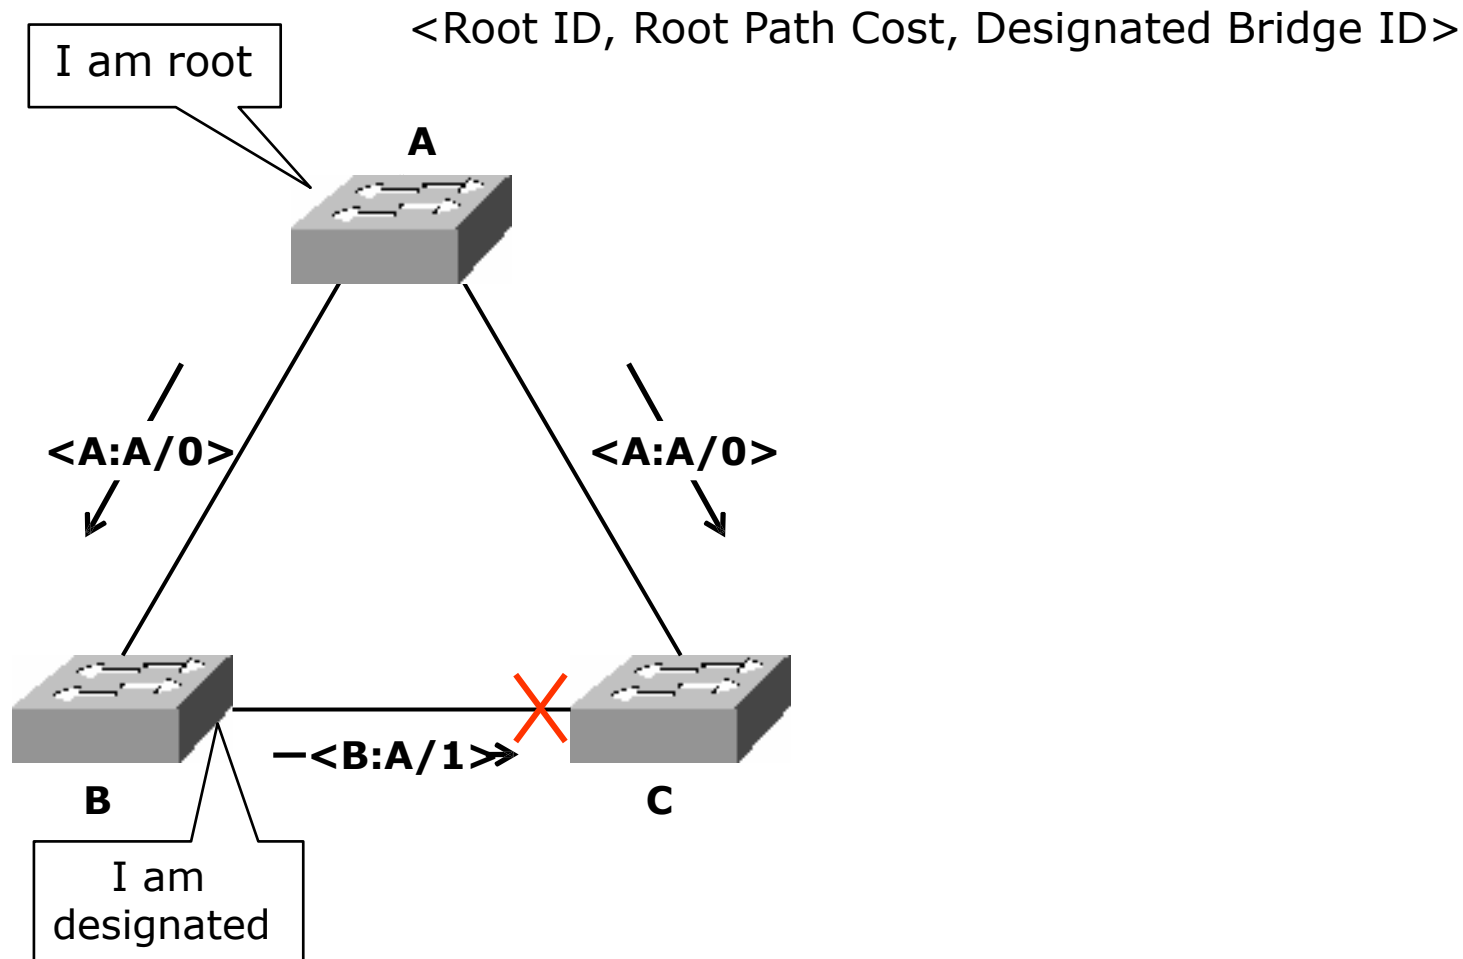 <Root ID, Root Path Cost, Designated Bridge ID>
I am root
A
<A:A/0>
<A:A/0>
<B:A/1>
B
C
I am
designated